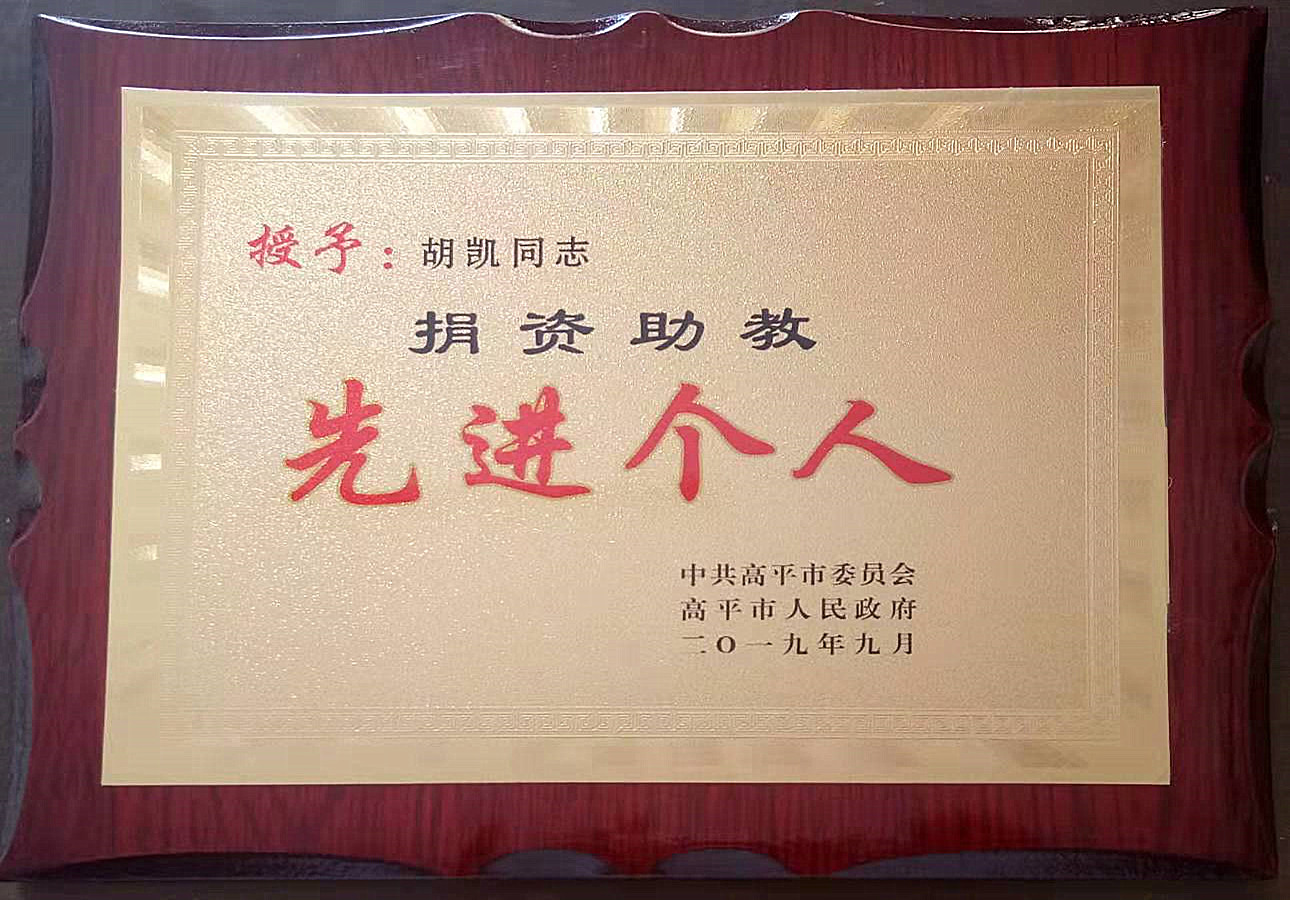 授予：胡凯同志
捐资助教
先进个人
中共高平市委员会
高平市人民政府
二〇一九年九月